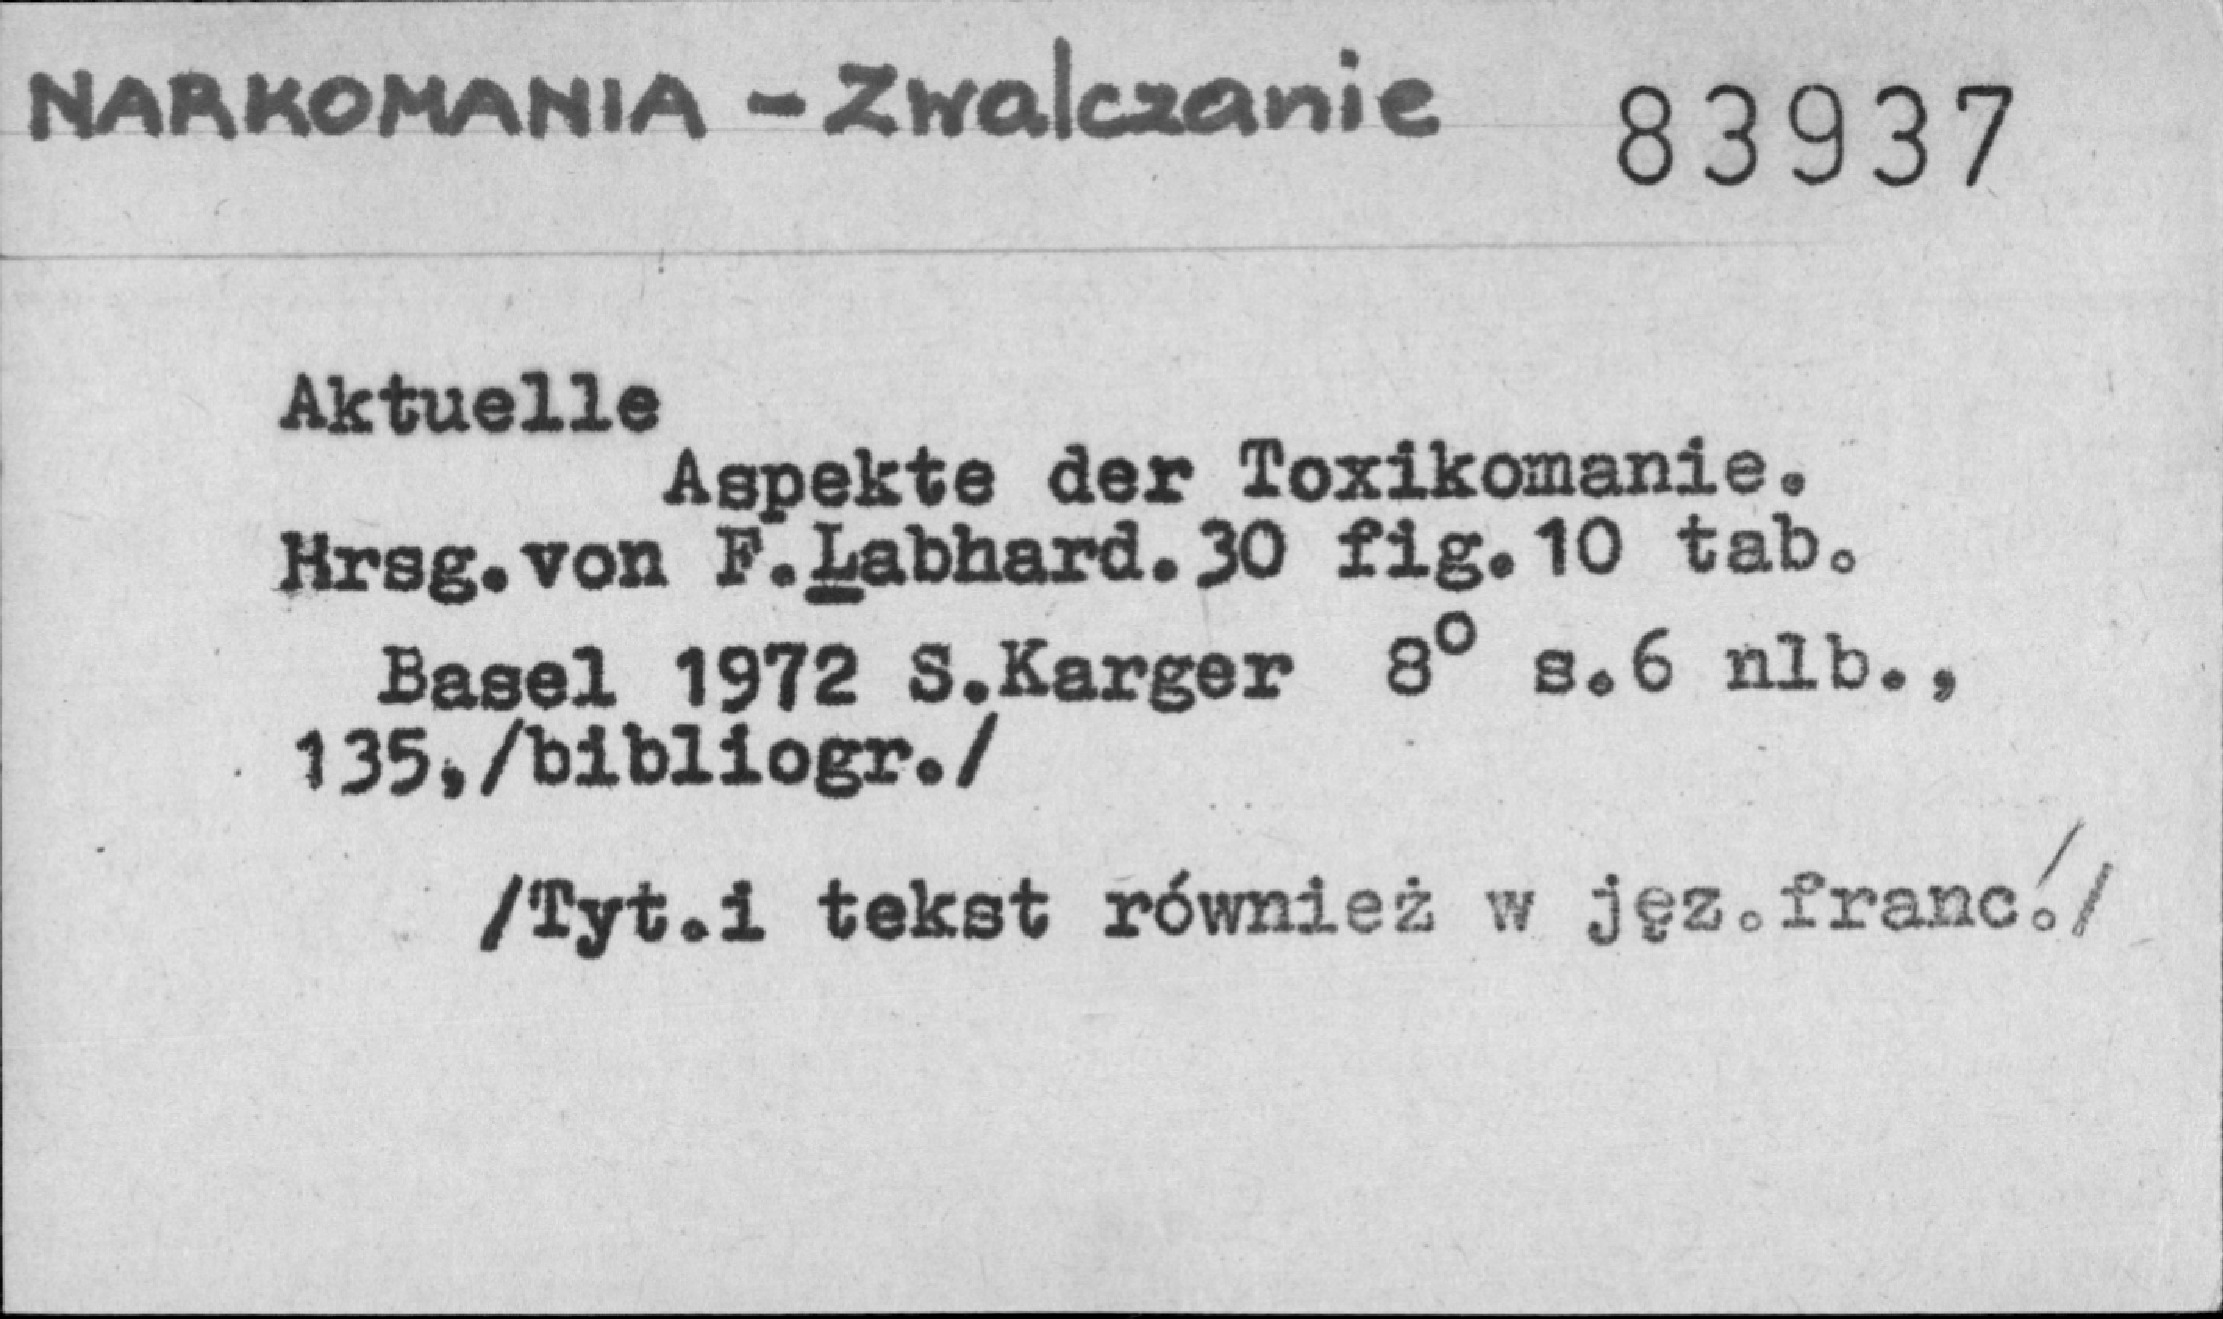 NARKOMANIA - Zwalczanie 83937
Aktuelle
Aspekte der Toxikomanie.
Hrsg.von F.Labhard.30 fig.10 tab.
Basel 1972 S.Karger 8° s.6 nlb.,
135,/bibliogr./
/Tyt.i tekst również w jęz.franc./